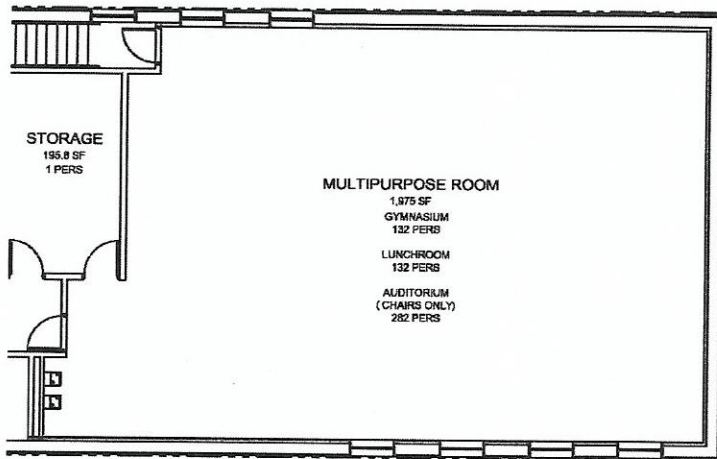 STORAGE
195.8 SF
1 PERS
MULTIPURPOSE ROOM
1,975 SF
GYMNASIUM
132 PERS
LUNCHROOM
132 PERS
AUDITORIUM
( CHAIRS ONLY)
282 PERS